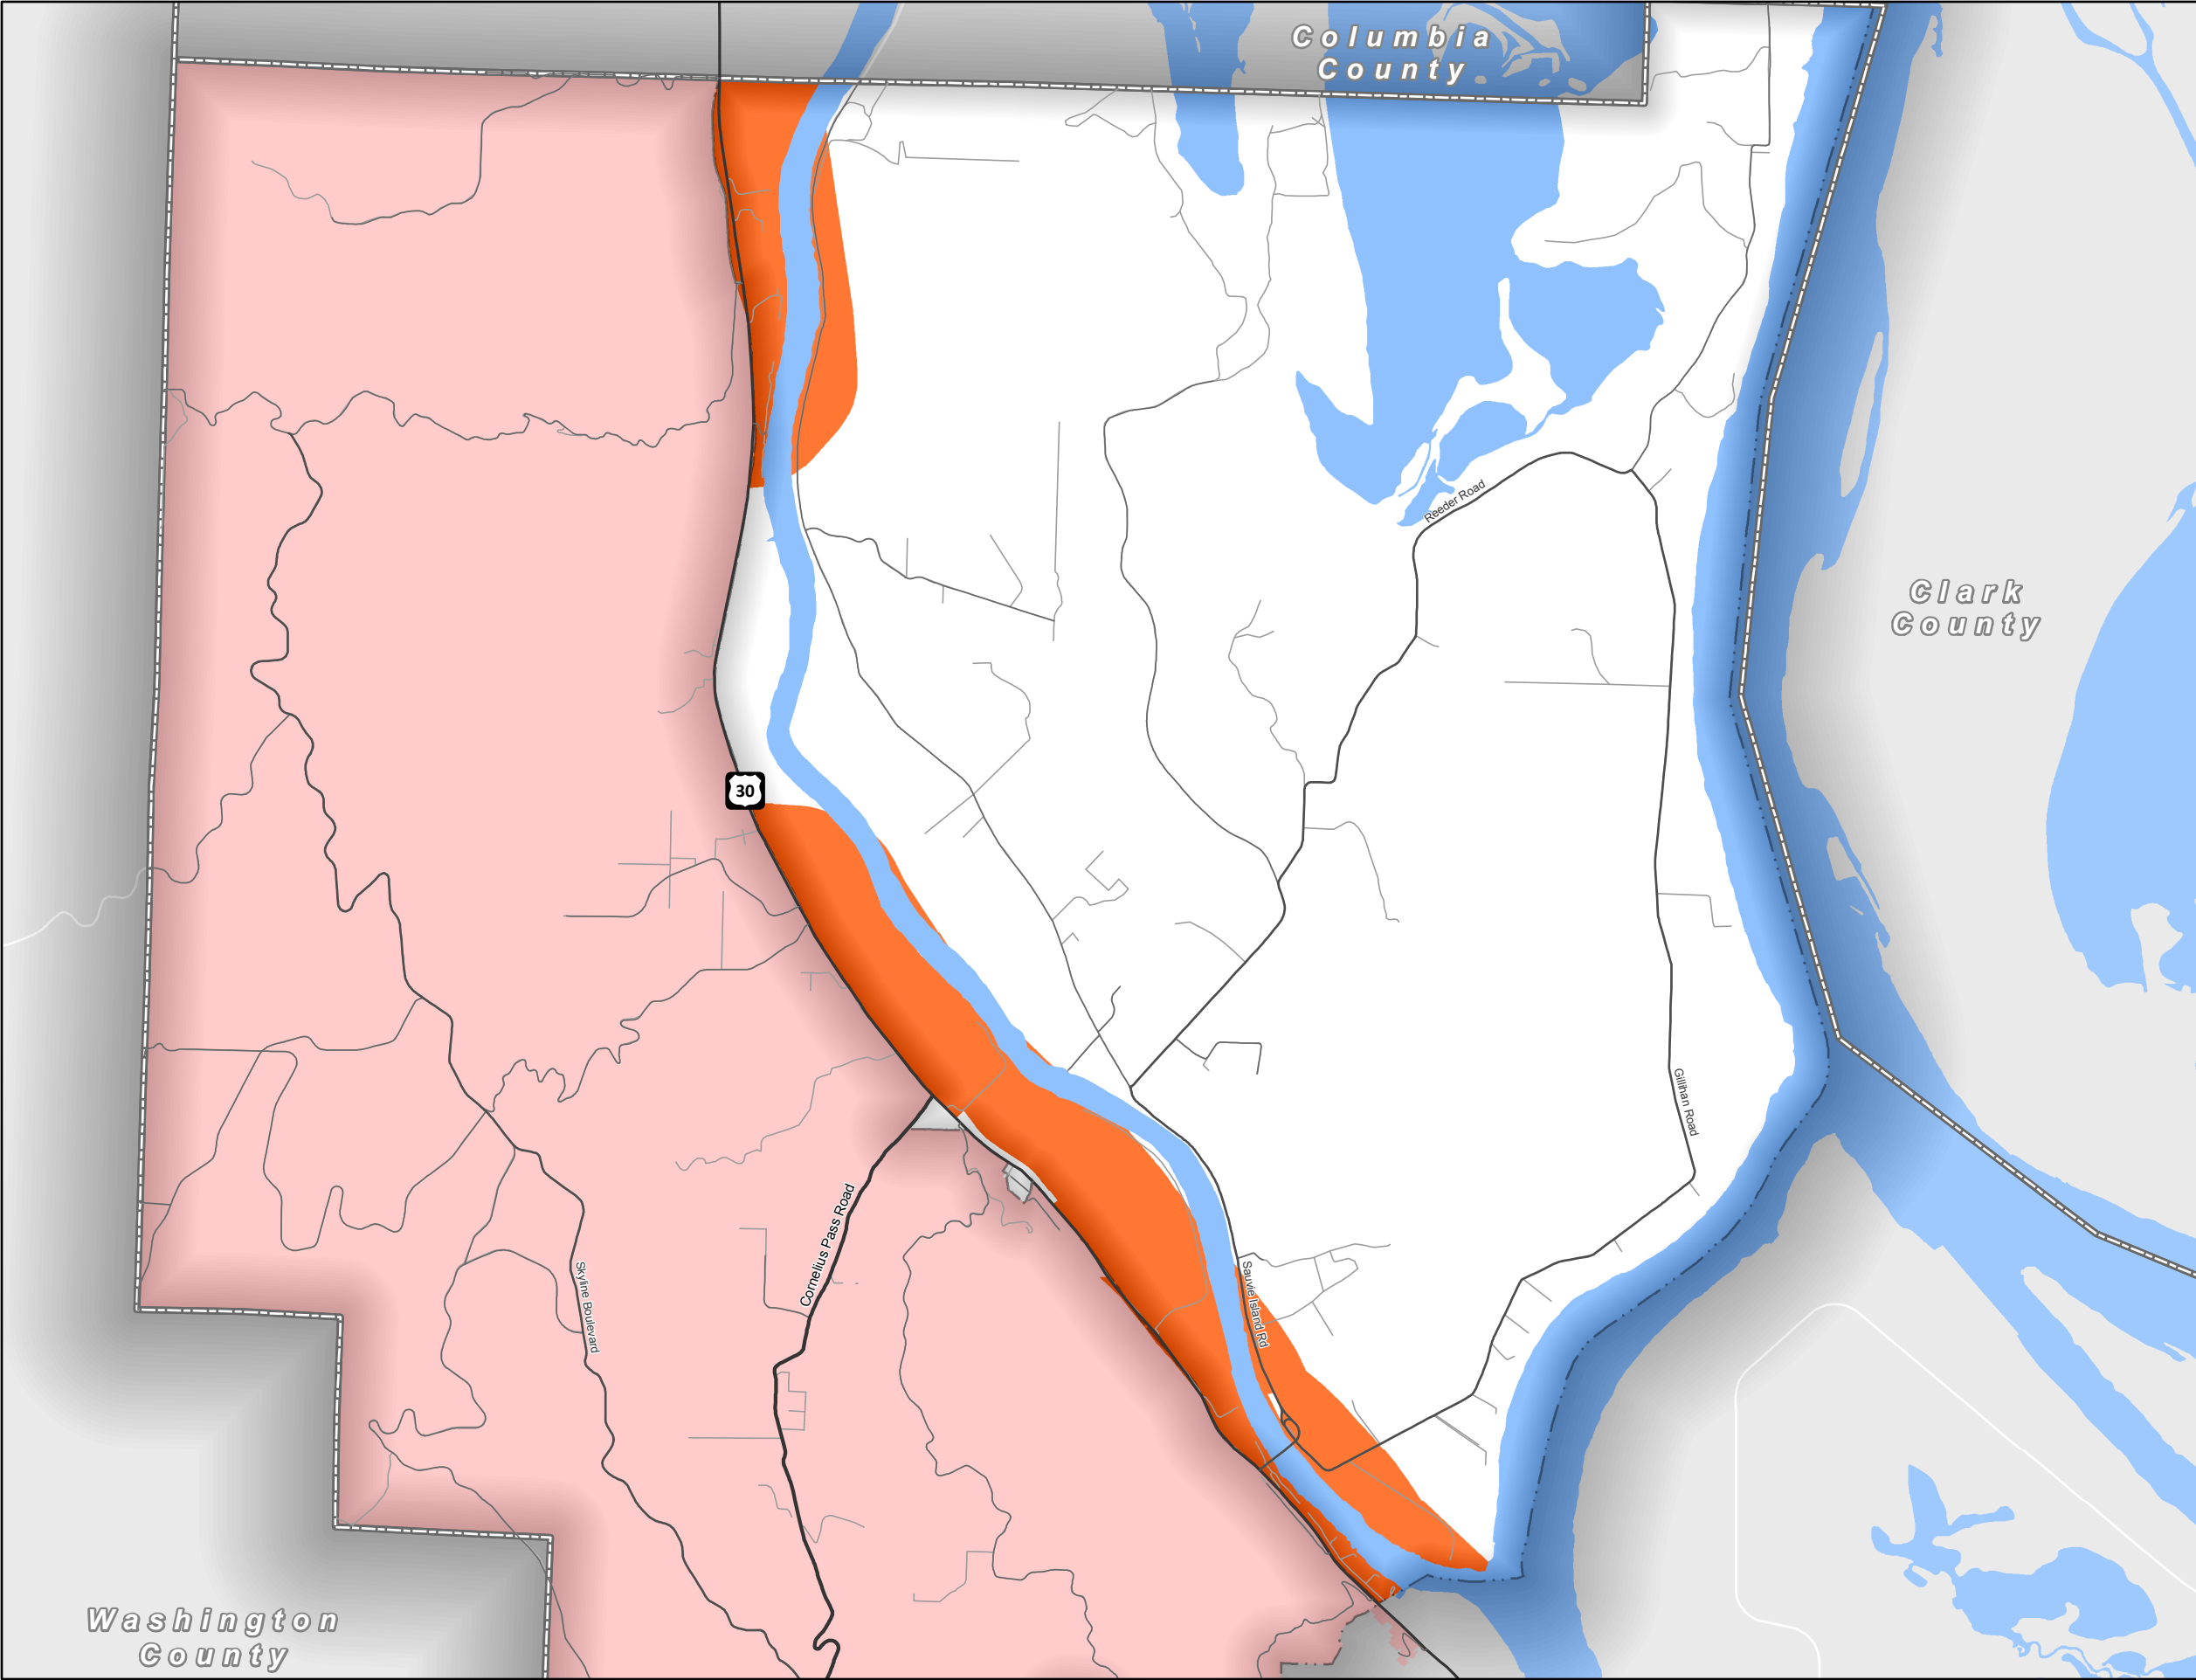 Columbia
County
Reeder Road
Clark
County
30
Gillihan Road
Cornelius Pass Road
Skyline Boulevard
Sauvie Island Rd
Washington
County